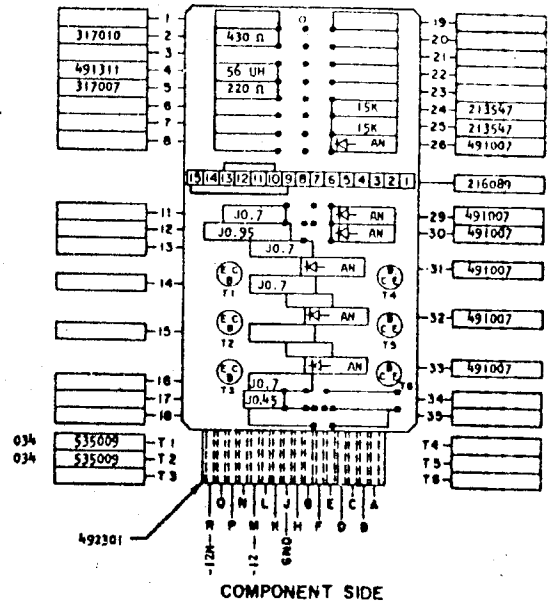 1 19
317010 2 430 Ω 20
3 21
491311 4 56 UH 22
317007 5 220 Ω 23
6 15K 24 213547
7 15K 25 213547
8 AN 26 491007
15 14 13 12 11 10 9 8 7 6 5 4 3 2 1 216089
11 J0.7 AN 29 491007
12 J0.95 AN 30 491007
13 J0.7
AN 31 491007
14 E C B J0.7 B C E
T1 T4
E C B AN B C E 32 491007
15 T2 T5
E C B AN B C E 33 491007
16 T3 J0.7 T6
17 J0.45 34
18 35
034 535009 T1 T4
034 535009 T2 T5
T3 T6
R Q P N M L K J H G F E D C B A
492301 -12M -12 GND
COMPONENT SIDE